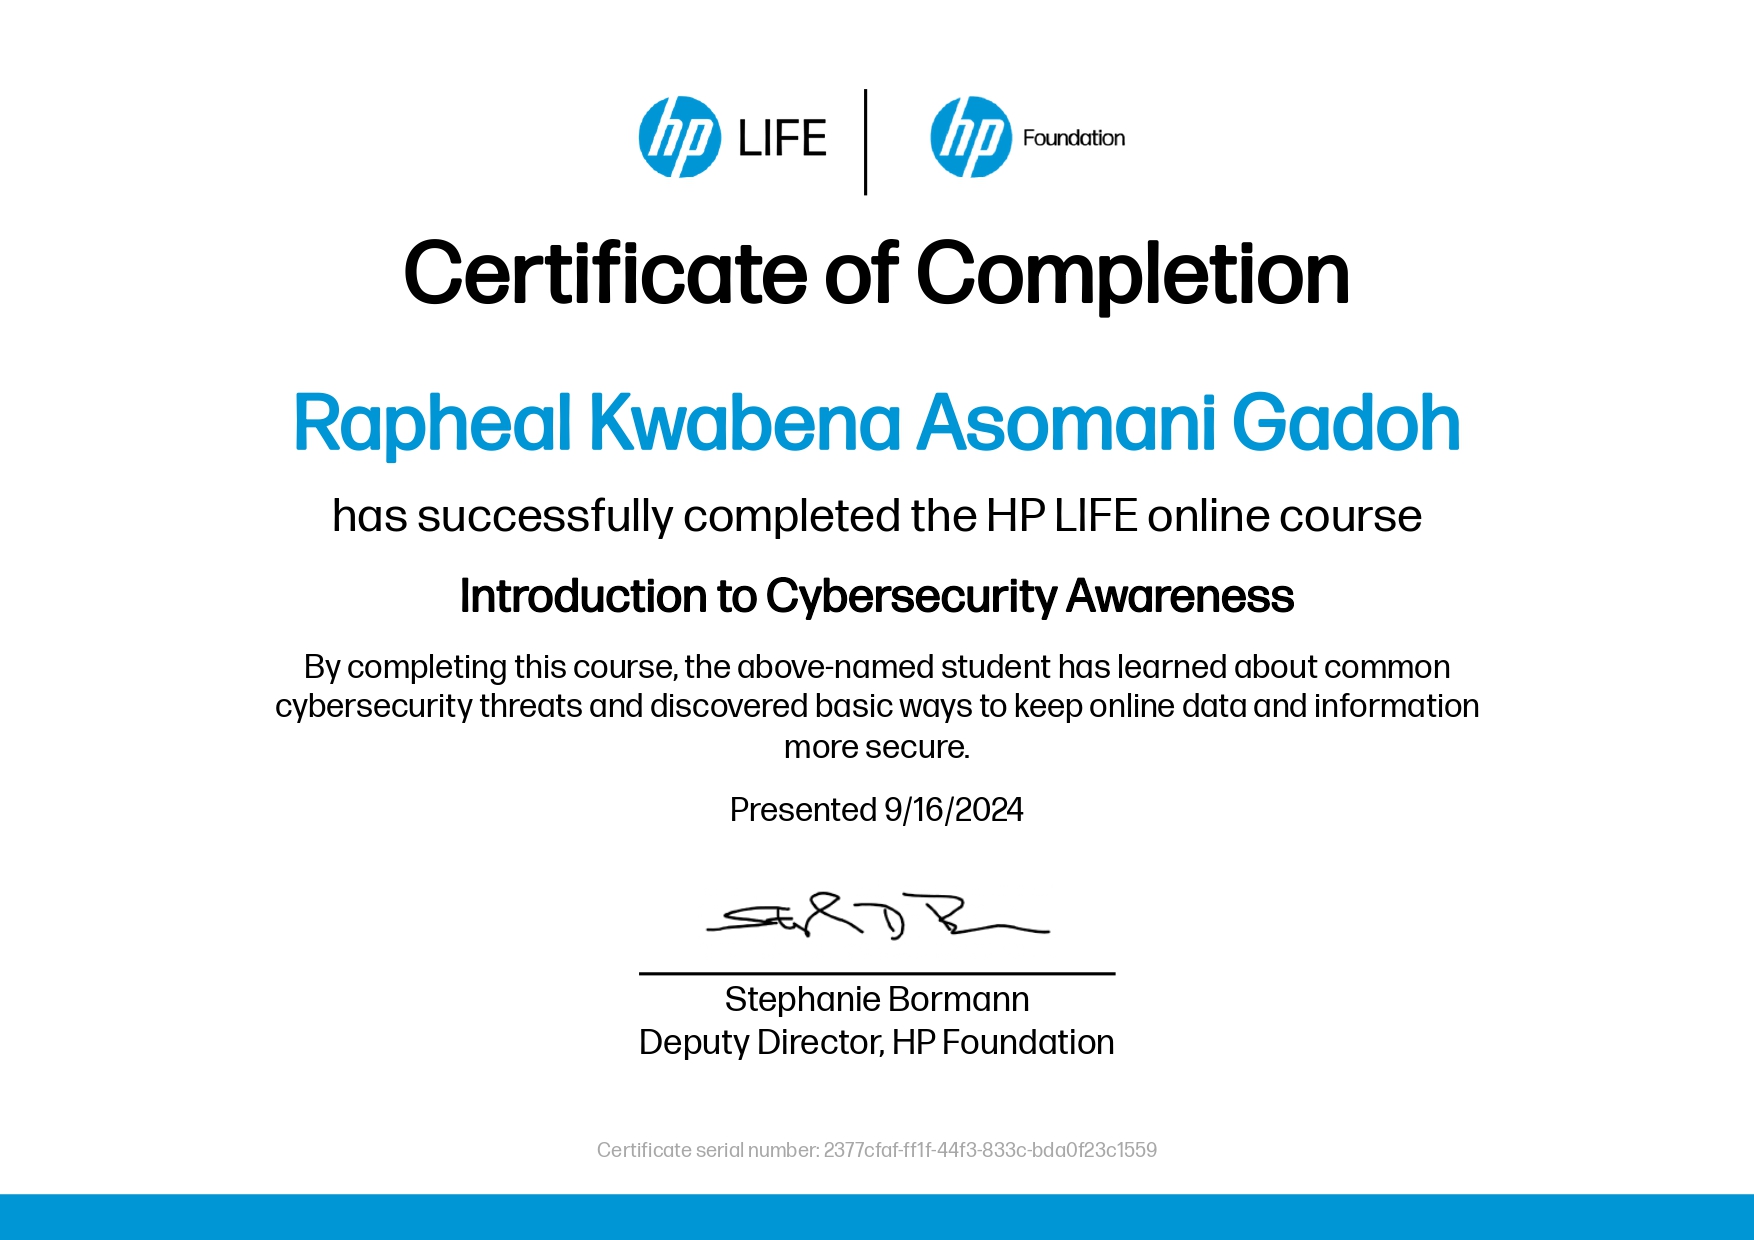 hp LIFE | hp Foundation
Certificate of Completion
Rapheal Kwabena Asomani Gadoh
has successfully completed the HP LIFE online course
Introduction to Cybersecurity Awareness
By completing this course, the above-named student has learned about common
cybersecurity threats and discovered basic ways to keep online data and information
more secure.
Presented 9/16/2024
Stephanie Bormann
Deputy Director, HP Foundation
Certificate serial number: 2377cfaf-ff1f-44f3-833c-bda0f23c1559